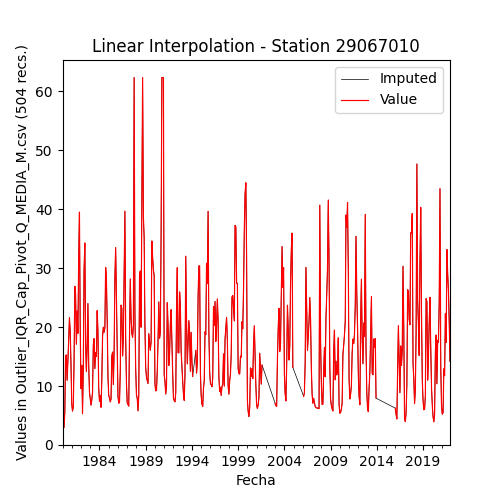 Linear Interpolation - Station 29067010
Imputed
Value
Values in Outlier_IQR_Cap_Pivot_Q_MEDIA_M.csv (504 recs.)
60
50
40
30
20
10
0
1984 1989 1994 1999 2004 2009 2014 2019
Fecha